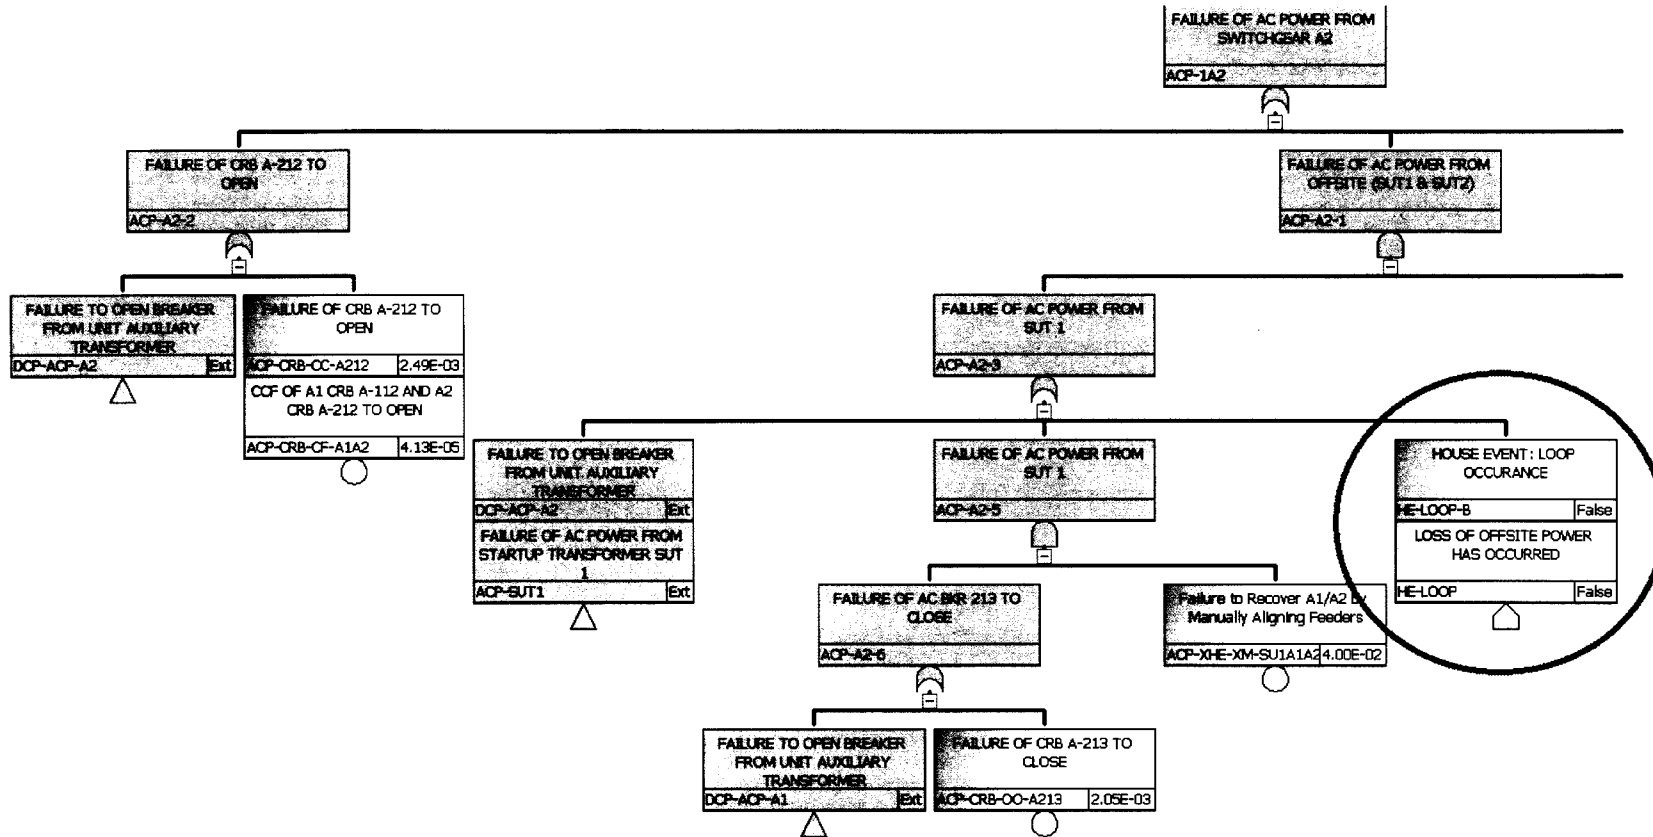 FAILURE OF AC POWER FROM
SWITCHGEAR A2
ACP-1A2
FAILURE OF CRB A-212 TO
OPEN
ACP-A2-2
FAILURE OF AC POWER FROM
OFFSITE (SUT1 & SUT2)
ACP-A2-1
FAILURE TO OPEN BREAKER
FROM UNIT AUXILIARY
TRANSFORMER
DCP-ACP-A2 Ext
FAILURE OF CRB A-212 TO
OPEN
ACP-CRB-CC-A212 2.49E-03
CCF OF A1 CRB A-112 AND A2
CRB A-212 TO OPEN
ACP-CRB-CF-A1A2 4.13E-05
FAILURE OF AC POWER FROM
SUT 1
ACP-A2-3
FAILURE TO OPEN BREAKER
FROM UNIT AUXILIARY
TRANSFORMER
DCP-ACP-A2 Ext
FAILURE OF AC POWER FROM
STARTUP TRANSFORMER SUT
1
ACP-SUT1 Ext
FAILURE OF AC POWER FROM
SUT 1
ACP-A2-5
HOUSE EVENT: LOOP
OCCURANCE
HE-LOOP-B False
LOSS OF OFFSITE POWER
HAS OCCURRED
HE-LOOP False
FAILURE OF AC BKR 213 TO
CLOSE
ACP-A2-6
Failure to Recover A1/A2 By
Manually Aligning Feeders
ACP-XHE-XM-SU1A1A2 4.00E-02
FAILURE TO OPEN BREAKER
FROM UNIT AUXILIARY
TRANSFORMER
DCP-ACP-A1 Ext
FAILURE OF CRB A-213 TO
CLOSE
ACP-CRB-OO-A213 2.05E-03